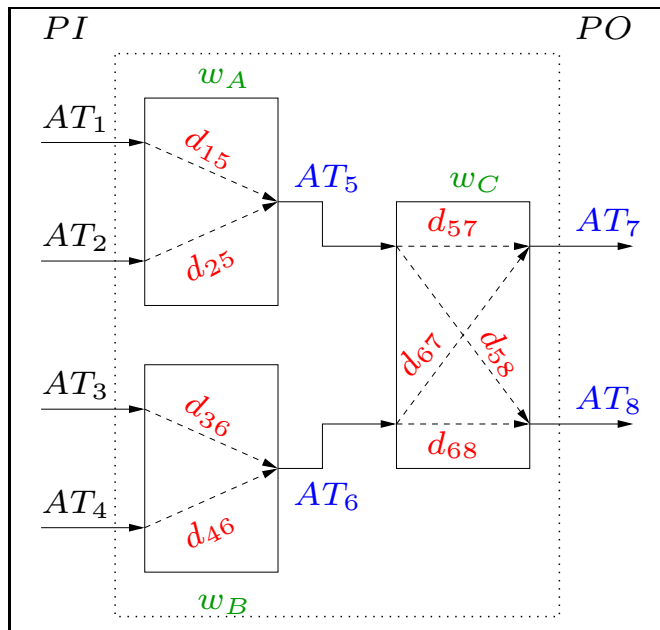 PI PO
w_A
AT_1
d_15
AT_5
w_C
d_57
AT_7
AT_2
d_25
d_67
d_58
AT_3
d_36
AT_8
d_68
AT_6
AT_4
d_46
w_B